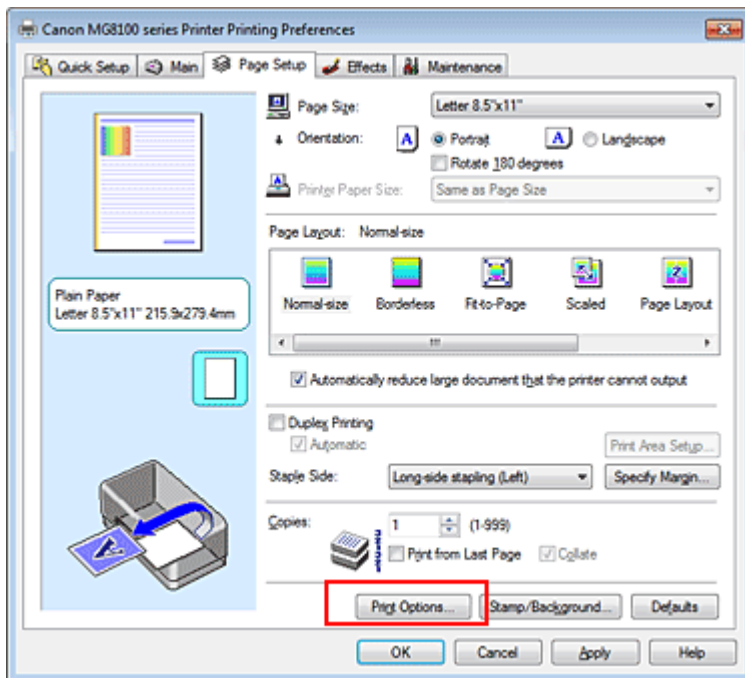 Canon MG8100 series Printer Printing Preferences
Quick Setup Main Page Setup Effects Maintenance
Page Size: Letter 8.5"x11"
Orientation: A Portrait A Landscape
Rotate 180 degrees
Printer Paper Size: Same as Page Size
Page Layout: Normal-size
Normal-size Borderless Fit-to-Page Scaled Page Layout
Plain Paper
Letter 8.5"x11" 215.9x279.4mm
Automatically reduce large document that the printer cannot output
Duplex Printing
Automatic Print Area Setup...
Staple Side: Long-side stapling (Left) Specify Margin...
Copies: 1 (1-999)
Print from Last Page Collate
Print Options... Stamp/Background... Defaults
OK Cancel Apply Help